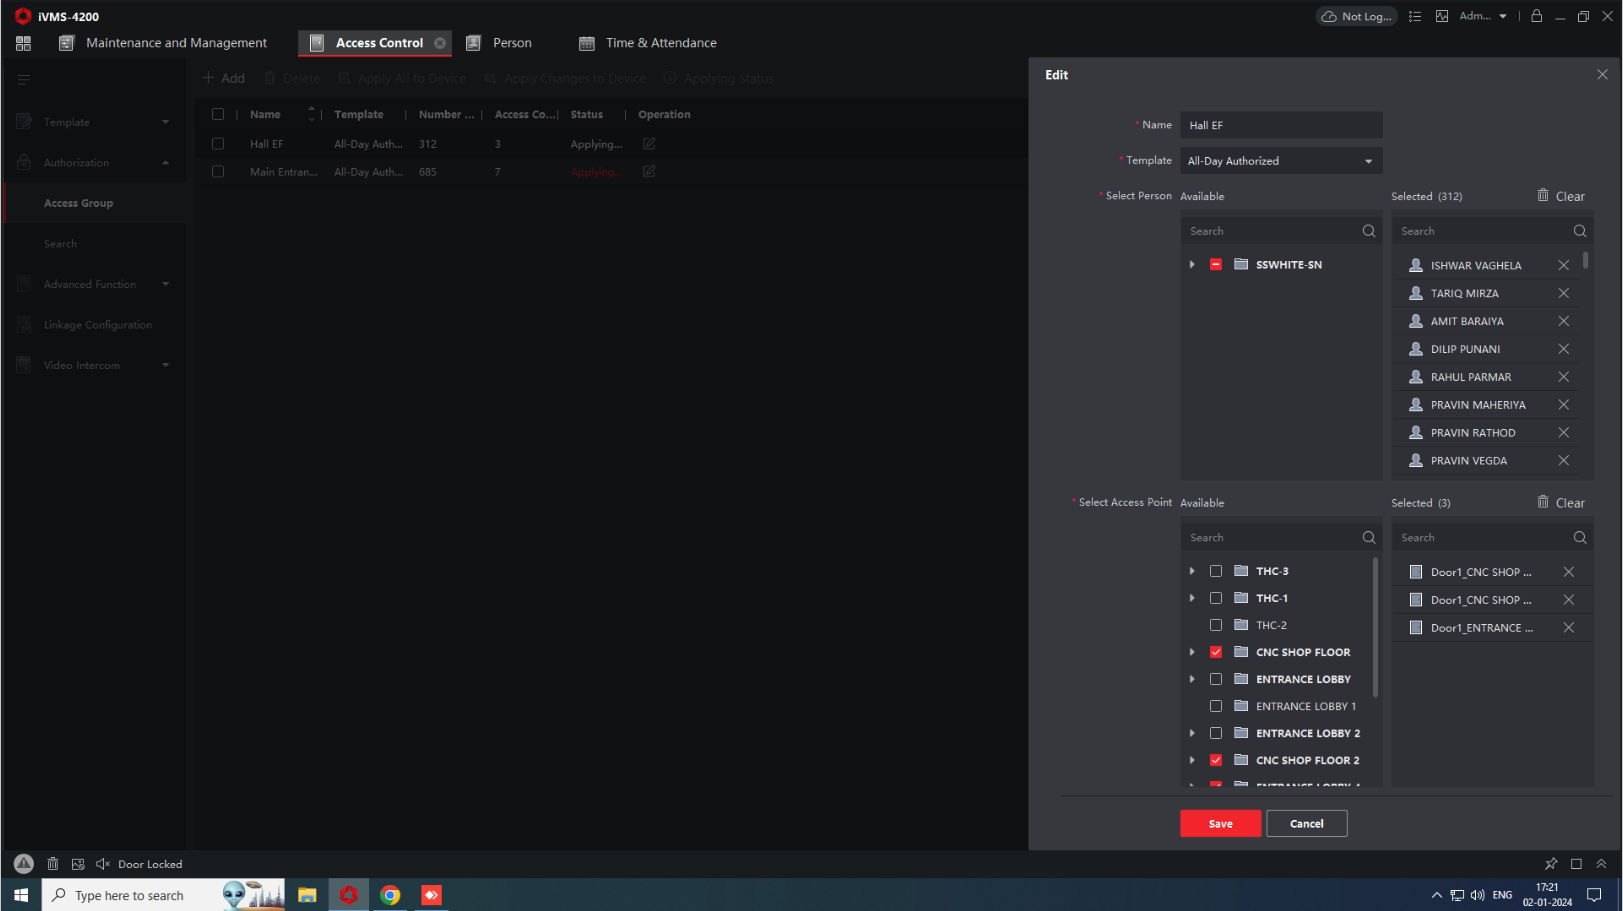 iVMS-4200
Not Log...
Adm...
Maintenance and Management
Access Control
Person
Time & Attendance
Add
Delete
Apply All to Device
Apply Changes to Device
Applying Status
Template
Authorization
Access Group
Search
Advanced Function
Linkage Configuration
Video Intercom
Name Template Number ... Access Co... Status Operation
Hall EF All-Day Auth... 312 3 Applying...
Main Entran... All-Day Auth... 685 7 Applying...
Edit
* Name Hall EF
* Template All-Day Authorized
* Select Person Available
Selected (312) Clear
Search
SSWHITE-SN
Search
ISHWAR VAGHELA
TARIQ MIRZA
AMIT BARAIYA
DILIP PUNANI
RAHUL PARMAR
PRAVIN MAHERIYA
PRAVIN RATHOD
PRAVIN VEGDA
* Select Access Point Available
Selected (3) Clear
Search
THC-3
THC-1
THC-2
CNC SHOP FLOOR
ENTRANCE LOBBY
ENTRANCE LOBBY 1
ENTRANCE LOBBY 2
CNC SHOP FLOOR 2
ENTRANCE LOBBY 4
Search
Door1_CNC SHOP ...
Door1_CNC SHOP ...
Door1_ENTRANCE ...
Save
Cancel
Door Locked
Type here to search
ENG
17:21
02-01-2024